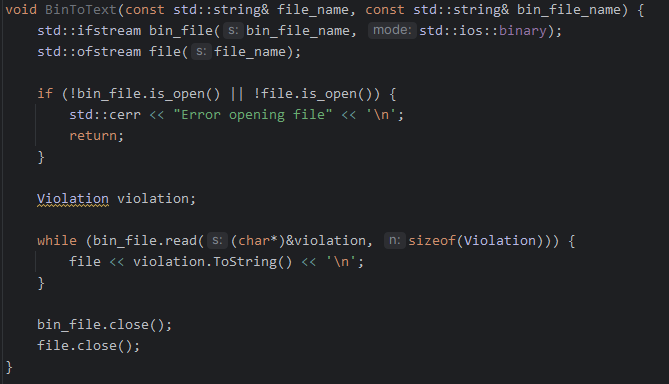 void BinToText(const std::string& file_name, const std::string& bin_file_name) {
    std::ifstream bin_file( s: bin_file_name, mode: std::ios::binary);
    std::ofstream file( s: file_name);

    if (!bin_file.is_open() || !file.is_open()) {
        std::cerr << "Error opening file" << '\n';
        return;
    }

    Violation violation;

    while (bin_file.read( s: (char*)&violation, n: sizeof(Violation))) {
        file << violation.ToString() << '\n';
    }

    bin_file.close();
    file.close();
}